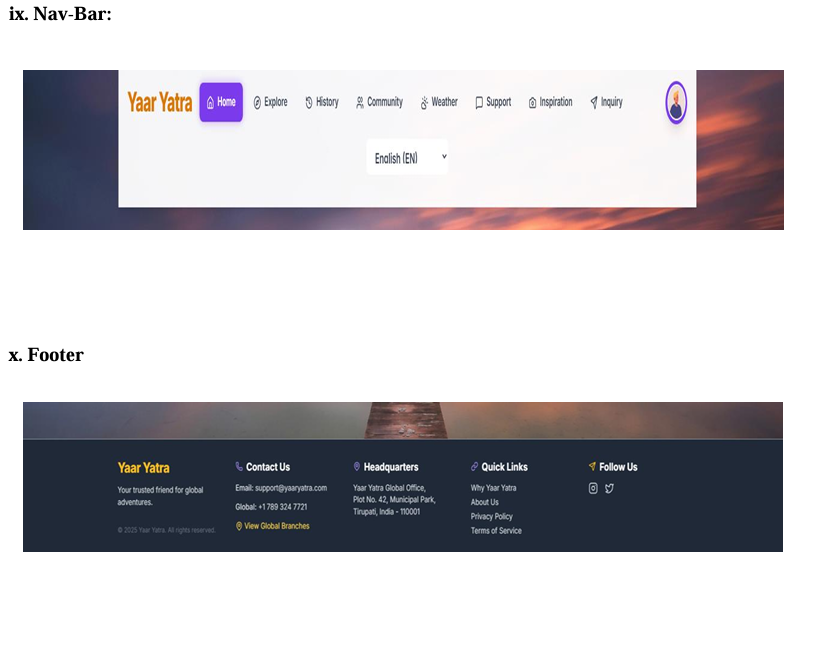 ix. Nav-Bar:
Yaar Yatra Home Explore History Community Weather Support Inspiration Inquiry
English (EN)
x. Footer
Yaar Yatra
Your trusted friend for global
adventures.
© 2025 Yaar Yatra. All rights reserved.
Contact Us
Email: support@yaaryatra.com
Global: +1 789 324 7721
View Global Branches
Headquarters
Yaar Yatra Global Office,
Plot No. 42, Municipal Park,
Tirupati, India - 110001
Quick Links
Why Yaar Yatra
About Us
Privacy Policy
Terms of Service
Follow Us